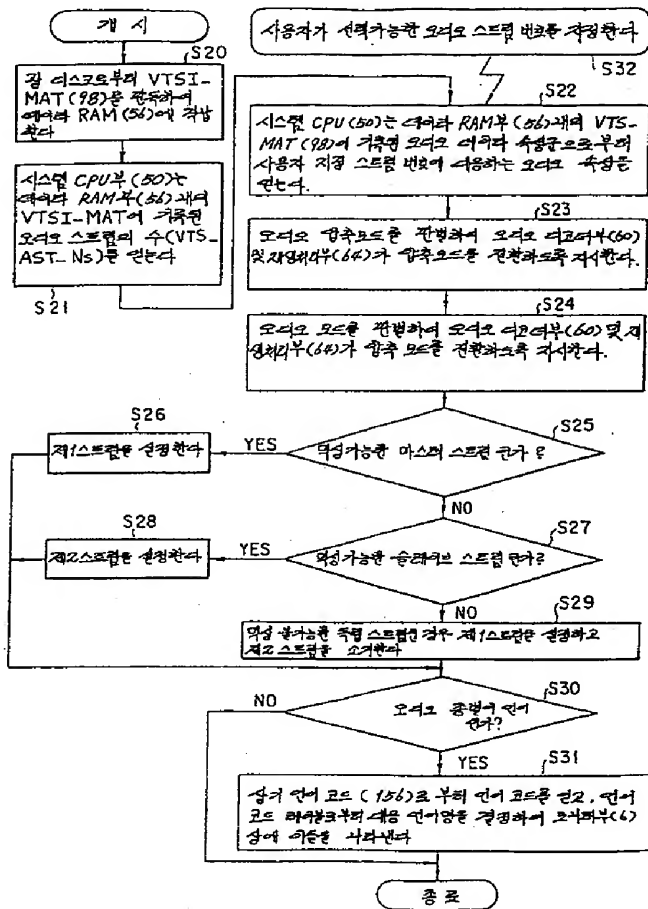 개 시
S20
광 디스크로부터 VTSI-
MAT(98)을 판독하여
데이타 RAM(56)에 격납
한다
시스템 CPU부(50)는
데이타 RAM부(56)내의
VTSI-MAT에 기록된
오디오 스트림의 수(VTS_
AST_Ns)를 얻는다
S21
사용자가 선택가능한 오디오 스트림 번호를 지정한다
S32
S22
시스템 CPU(50)는 데이타 RAM부(56)내의 VTS-
MAT(98)에 기록된 오디오 데이타 속성군으로부터
사용자 지정 스트림 번호에 대응하는 오디오 속성을
얻는다.
S23
오디오 압축모드를 판별하여 오디오 디코더부(60)
및 재생처리부(64)가 압축모드를 전환하도록 지시한다.
S24
오디오 모드를 판별하여 오디오 디코더부(60) 및 재
생처리부(64)가 압축 모드를 전환하도록 지시한다.
S25
믹싱가능한 마스터 스트림 인가?
YES
S26
제1스트림을 설정한다
NO
S27
믹싱가능한 슬레이브 스트림 인가?
YES
S28
제2스트림을 설정한다
NO
S29
믹싱 불가능한 독립 스트림인 경우 제1스트림을 설정하고
제2 스트림을 소거한다
S30
오디오 종별이 언어
인가?
NO
YES
S31
상기 언어 코드(156)로 부터 언어 코드를 얻고, 언어
코드 테이블로부터 대응 언어명을 결정하여 모니터부(6)
상에 이들을 나타낸다
종 료